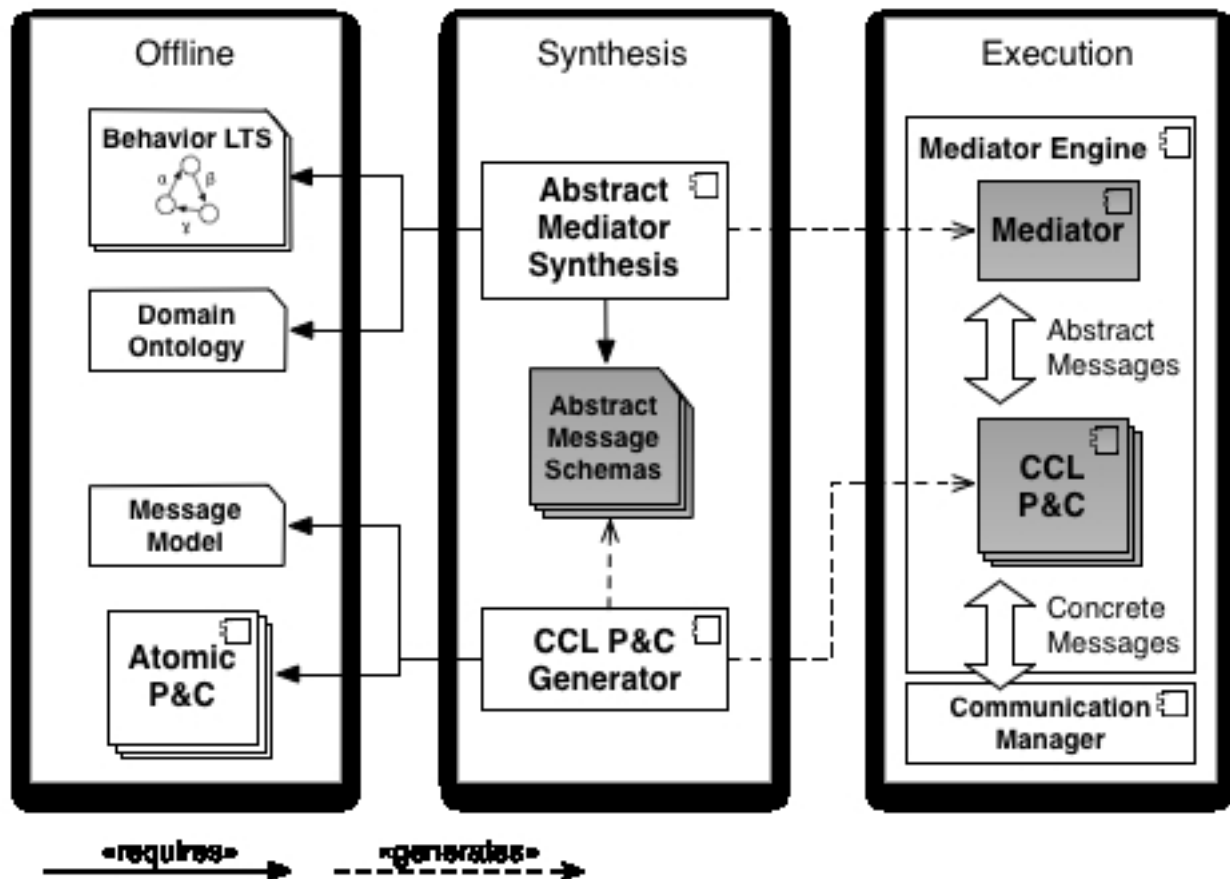 Offline
Behavior LTS
α
β
γ
Domain
Ontology
Message
Model
Atomic
P&C
Synthesis
Abstract
Mediator
Synthesis
Abstract
Message
Schemas
CCL P&C
Generator
Execution
Mediator Engine
Mediator
Abstract
Messages
CCL
P&C
Concrete
Messages
Communication
Manager
«requires»
«generates»